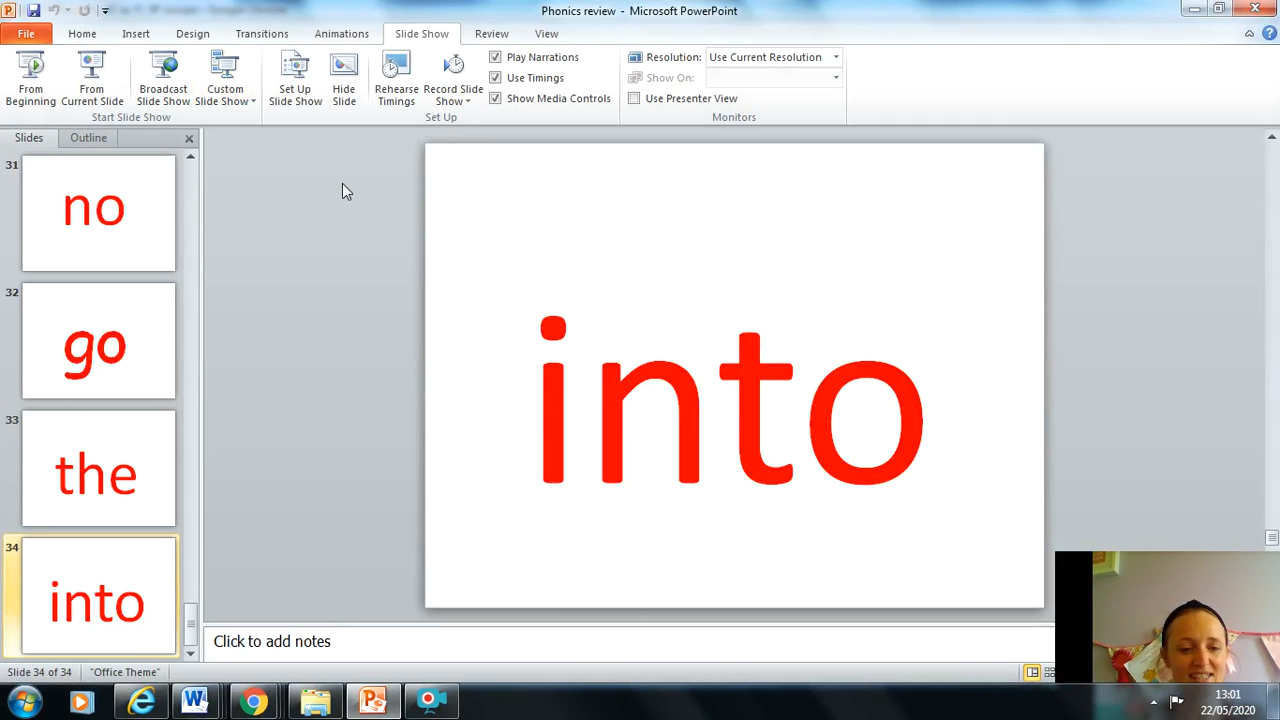 Phonics review - Microsoft PowerPoint
File Home Insert Design Transitions Animations Slide Show Review View
From Beginning
From Current Slide
Broadcast Slide Show
Custom Slide Show
Set Up Slide Show
Hide Slide
Rehearse Timings
Record Slide Show
Play Narrations
Use Timings
Show Media Controls
Resolution: Use Current Resolution
Show On:
Use Presenter View
Start Slide Show Set Up Monitors
Slides Outline
31
no
32
go
33
the
34
into
into
Click to add notes
Slide 34 of 34 "Office Theme"
13:01
22/05/2020